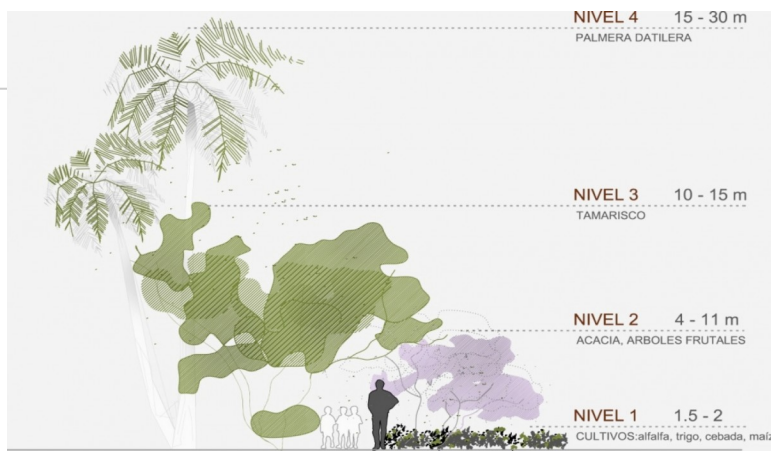 NIVEL 4 15 - 30 m
PALMERA DATILERA
NIVEL 3 10 - 15 m
TAMARISCO
NIVEL 2 4 - 11 m
ACACIA, ARBOLES FRUTALES
NIVEL 1 1.5 - 2
CULTIVOS:alfalfa, trigo, cebada, maíz